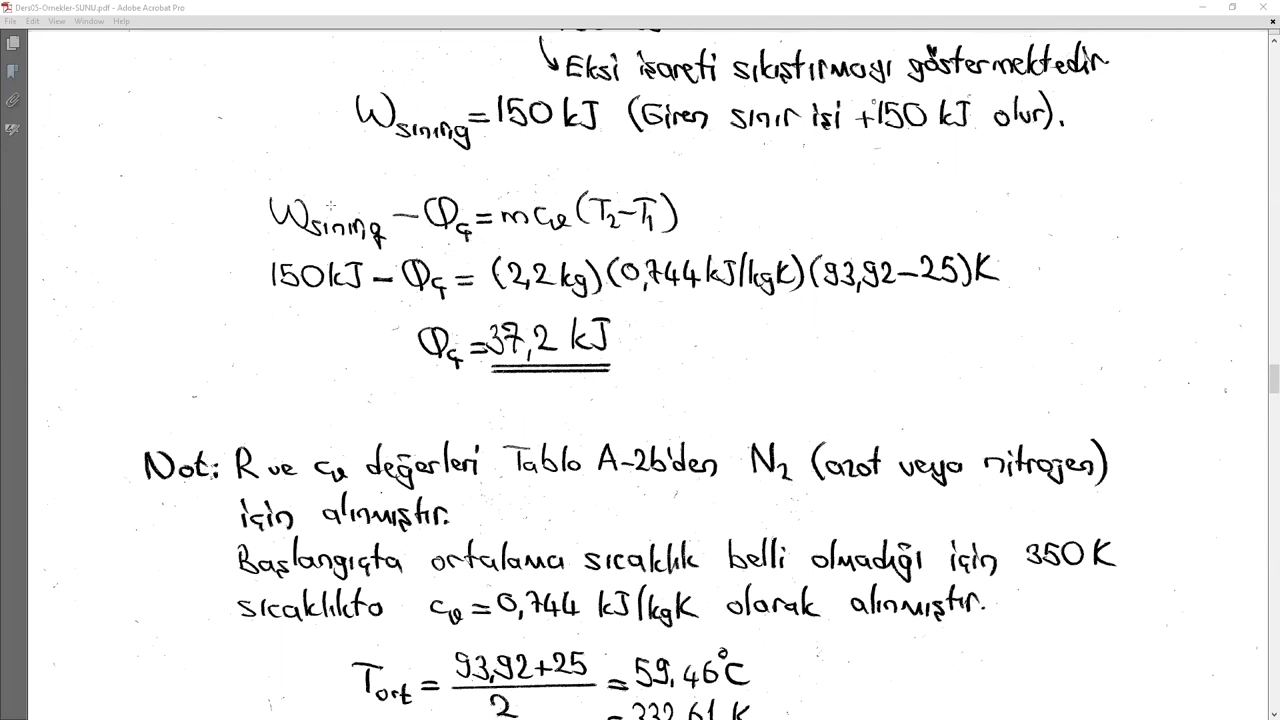 Ders05-Ornekler-SUNU.pdf - Adobe Acrobat Pro
File Edit View Window Help
Eksi işareti sıkıştırmayı göstermektedir
W_sınır,g = 150 kJ (Giren sınır işi +150 kJ olur).
W_sınır,g − Q_ç = m c_v (T_2 − T_1)
150 kJ − Q_ç = (2,2 kg)(0,744 kJ/kgK)(93,92 − 25)K
Q_ç = 37,2 kJ
Not: R ve c_v değerleri Tablo A-2b'den N_2 (azot veya nitrojen)
için alınmıştır.
Başlangıçta ortalama sıcaklık belli olmadığı için 350 K
sıcaklıkta c_v = 0,744 kJ/kgK olarak alınmıştır.
T_ort = (93,92+25)/2 = 59,46°C
= 332,61 K